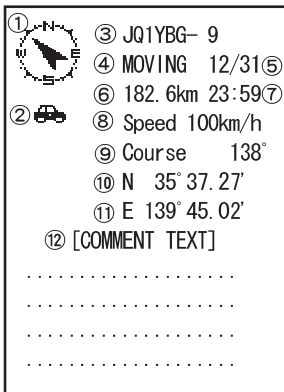 ① N
W E
S
③ JQ1YBG- 9
④ MOVING 12/31⑤
② ⑥ 182.6km 23:59⑦
⑧ Speed 100km/h
⑨ Course 138°
⑩ N 35°37.27'
⑪ E 139°45.02'
⑫ [COMMENT TEXT]
....................
....................
....................
....................